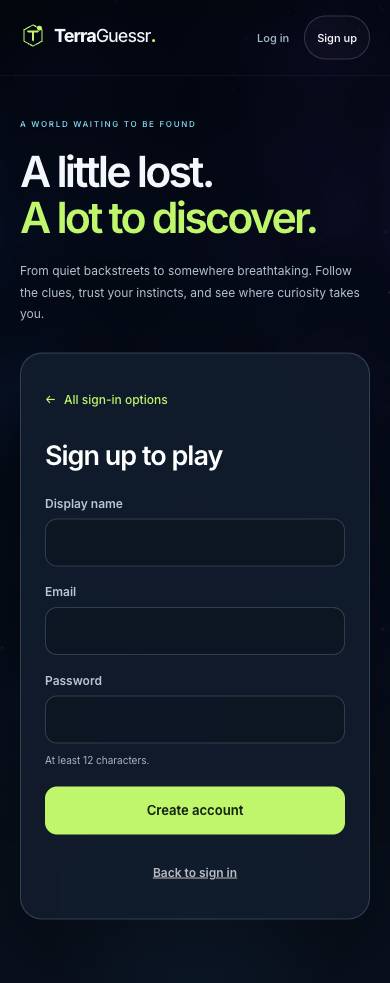 TerraGuessr.
Log in
Sign up
A WORLD WAITING TO BE FOUND
A little lost.
A lot to discover.
From quiet backstreets to somewhere breathtaking. Follow
the clues, trust your instincts, and see where curiosity takes
you.
← All sign-in options
Sign up to play
Display name
Email
Password
At least 12 characters.
Create account
Back to sign in